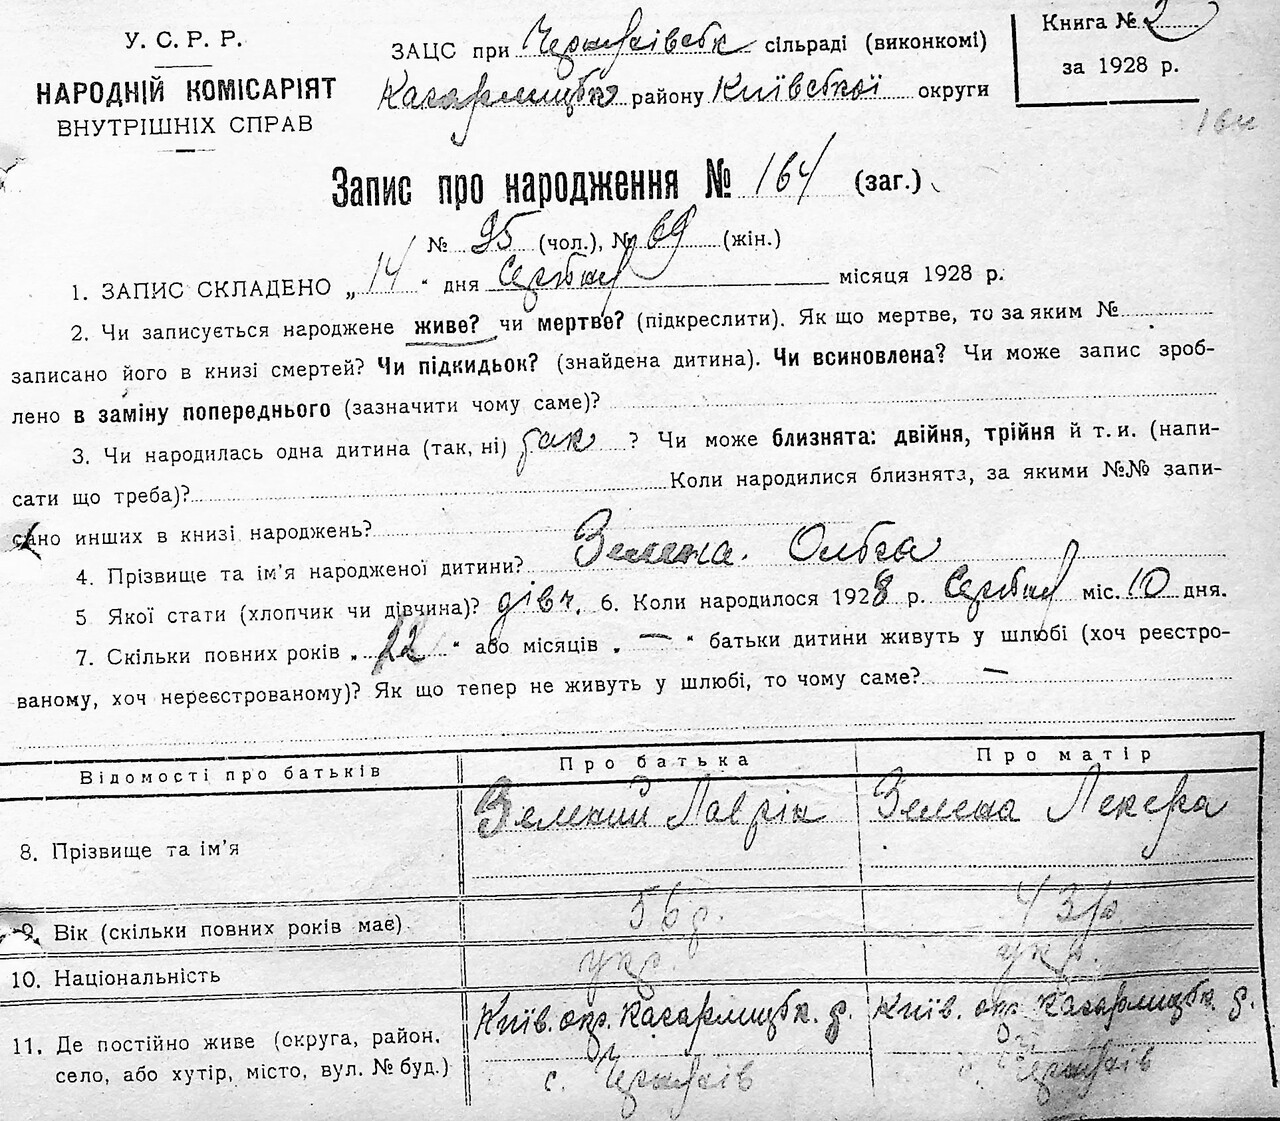 У. С. Р. Р.
НАРОДНІЙ КОМІСАРІЯТ
ВНУТРІШНІХ СПРАВ
ЗАЦС при сільраді (виконкомі)
району Київської округи
Книга № 2
за 1928 р.
164
Запис про народження № 164 (заг.)
№ 95 (чол.), № 69 (жін.)
1. ЗАПИС СКЛАДЕНО „ 14 “ дня Серпня місяця 1928 р.
2. Чи записується народжене живе? чи мертве? (підкреслити). Як що мертве, то за яким №
записано його в книзі смертей? Чи підкидьок? (знайдена дитина). Чи всиновлена? Чи може запис зроб-
лено в заміну попереднього (зазначити чому саме)?
3. Чи народилась одна дитина (так, ні) так ? Чи може близнята: двійня, трійня й т. и. (напи-
сати що треба)? Коли народилися близнята, за якими №№ запи-
сано инших в книзі народжень?
4. Прізвище та ім'я народженої дитини? Зелена. Ольга
5 Якої стати (хлопчик чи дівчина)? дівч. 6. Коли народилося 1928 р. Серпня міс. 10 дня.
7. Скільки повних років „ 22 “ або місяців „ — “ батьки дитини живуть у шлюбі (хоч реєстро-
ваному, хоч нереєстрованому)? Як що тепер не живуть у шлюбі, то чому саме? —
Відомості про батьків Про батька Про матір
8. Прізвище та ім'я Зелений Лаврін Зелена Лекера
9. Вік (скільки повних років має) 56 р. 43 р.
10. Національність укр. укр.
11. Де постійно живе (округа, район, Київ. окр. Кагарлицьк. р. Київ. окр. Кагарлицьк. р.
село, або хутір, місто, вул. № буд.) с.